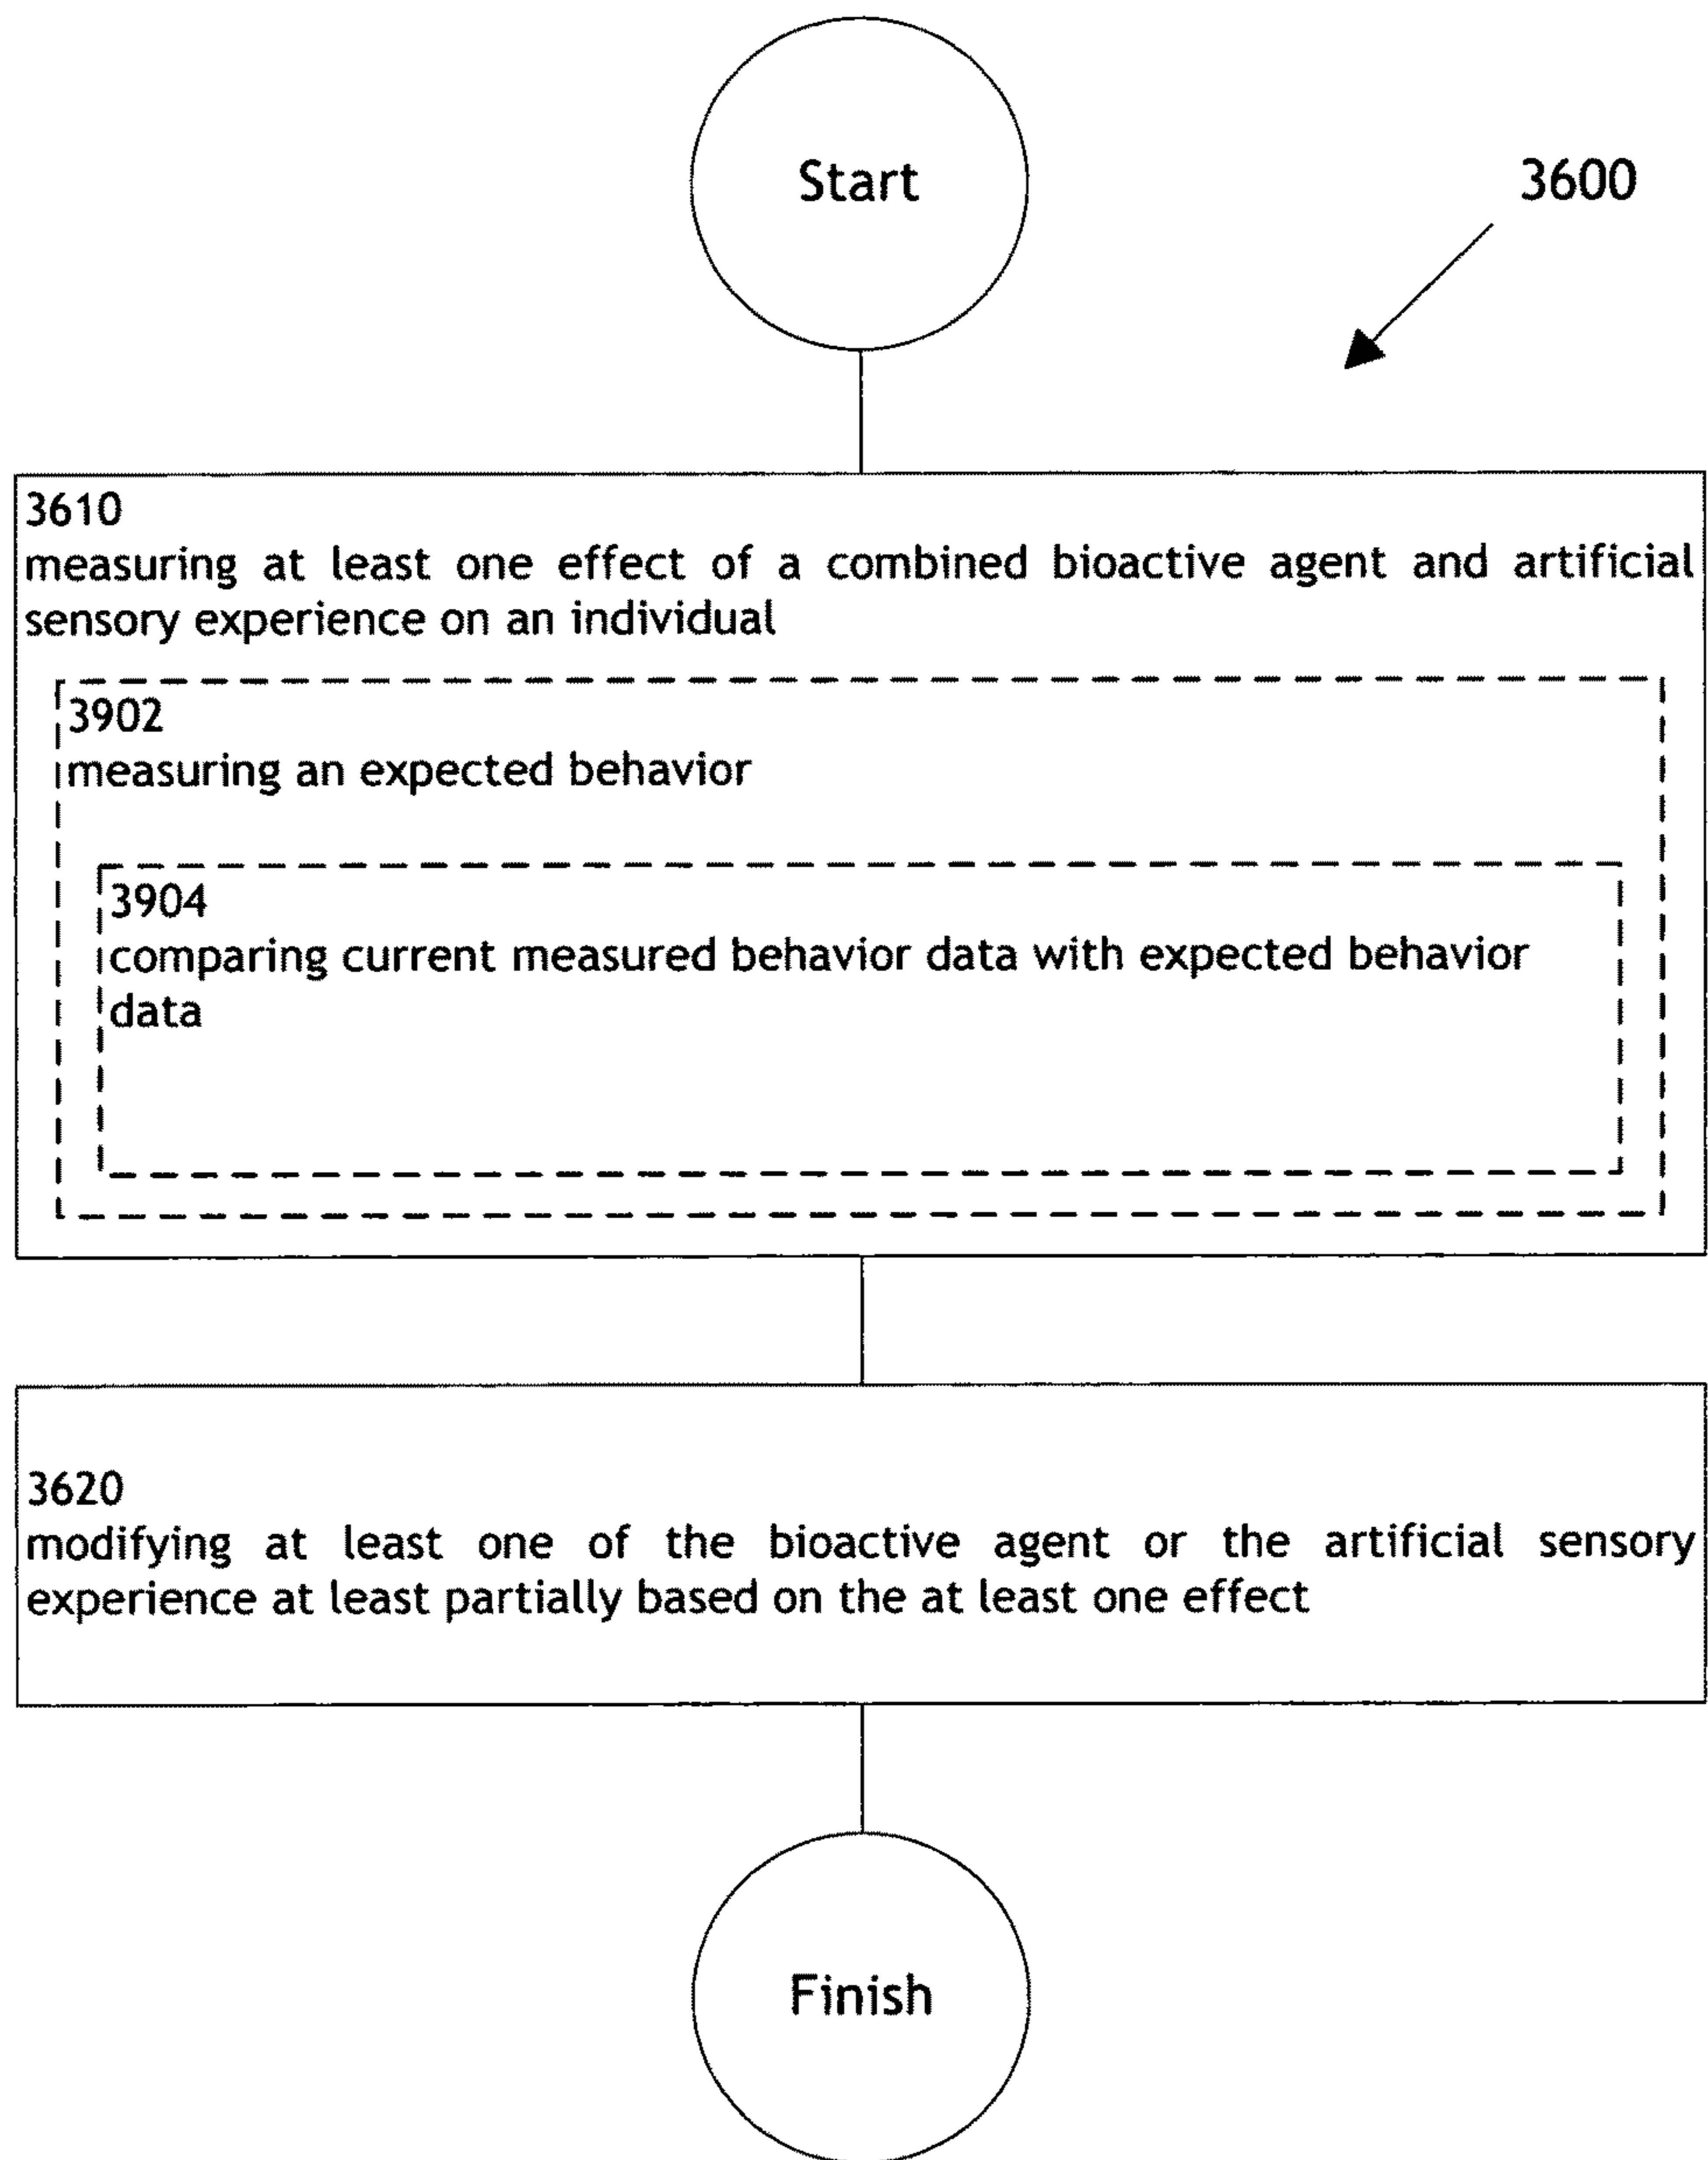 Start
3600
3610
measuring at least one effect of a combined bioactive agent and artificial
sensory experience on an individual
3902
measuring an expected behavior
3904
comparing current measured behavior data with expected behavior
data
3620
modifying at least one of the bioactive agent or the artificial sensory
experience at least partially based on the at least one effect
Finish